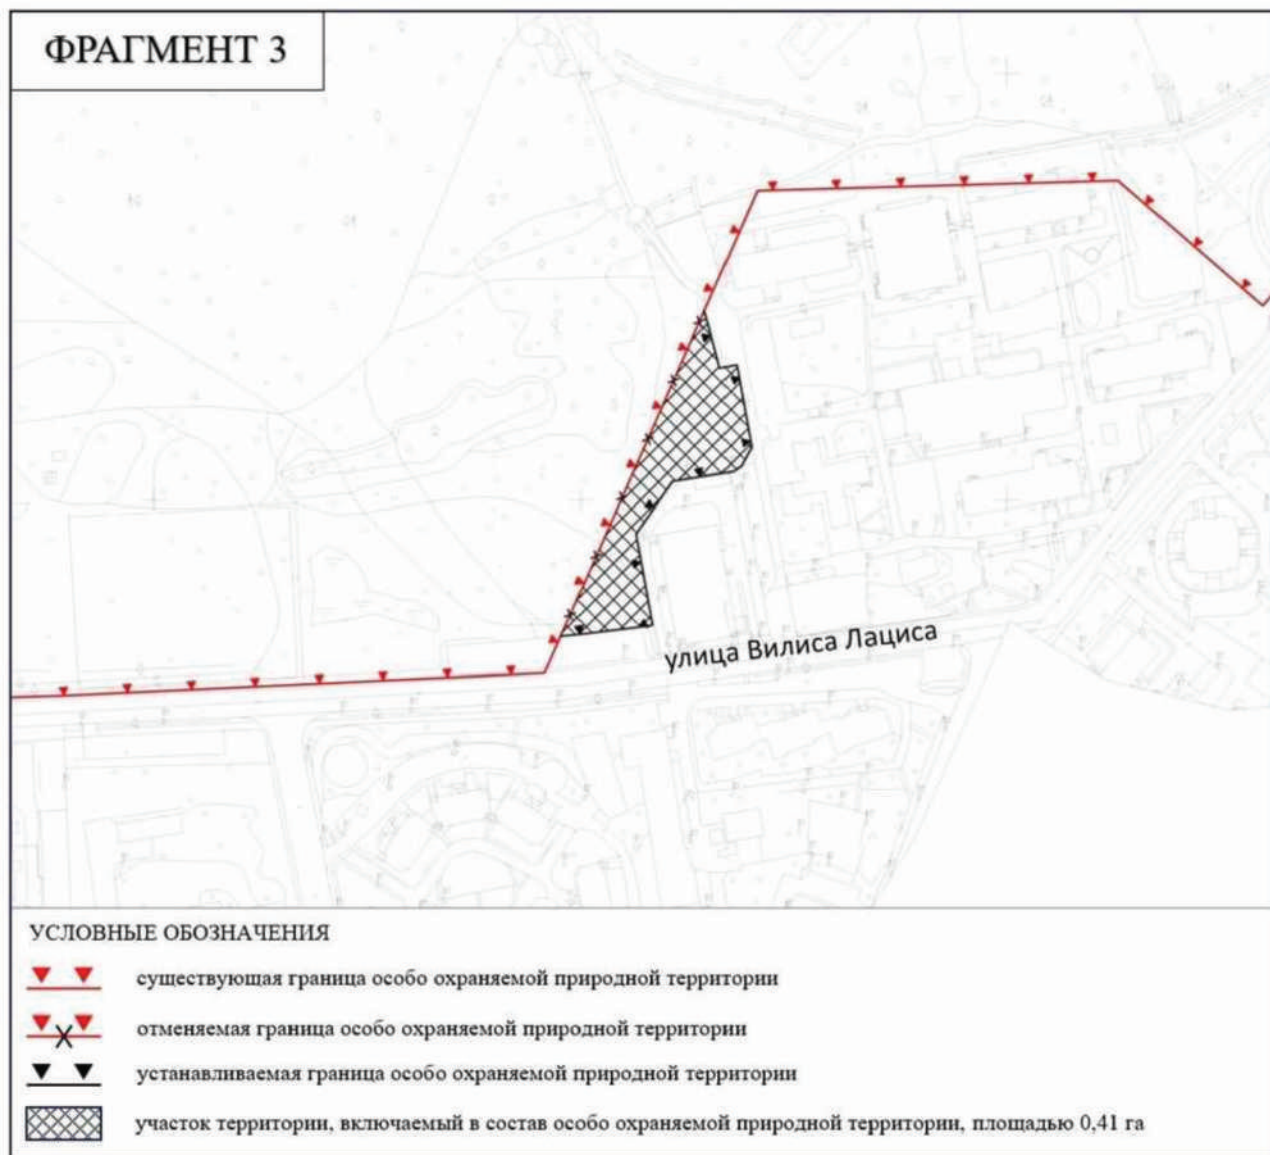 ФРАГМЕНТ 3
улица Вилиса Лациса
УСЛОВНЫЕ ОБОЗНАЧЕНИЯ
существующая граница особо охраняемой природной территории
отменяемая граница особо охраняемой природной территории
устанавливаемая граница особо охраняемой природной территории
участок территории, включаемый в состав особо охраняемой природной территории, площадью 0,41 га